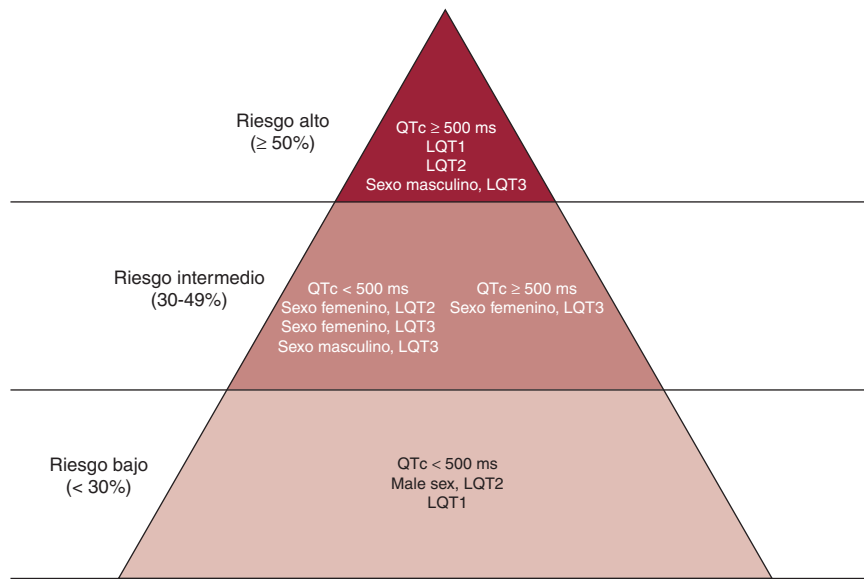 Riesgo alto
(≥ 50%)
QTc ≥ 500 ms
LQT1
LQT2
Sexo masculino, LQT3
Riesgo intermedio
(30-49%)
QTc < 500 ms
Sexo femenino, LQT2
Sexo femenino, LQT3
Sexo masculino, LQT3
QTc ≥ 500 ms
Sexo femenino, LQT3
Riesgo bajo
(< 30%)
QTc < 500 ms
Male sex, LQT2
LQT1